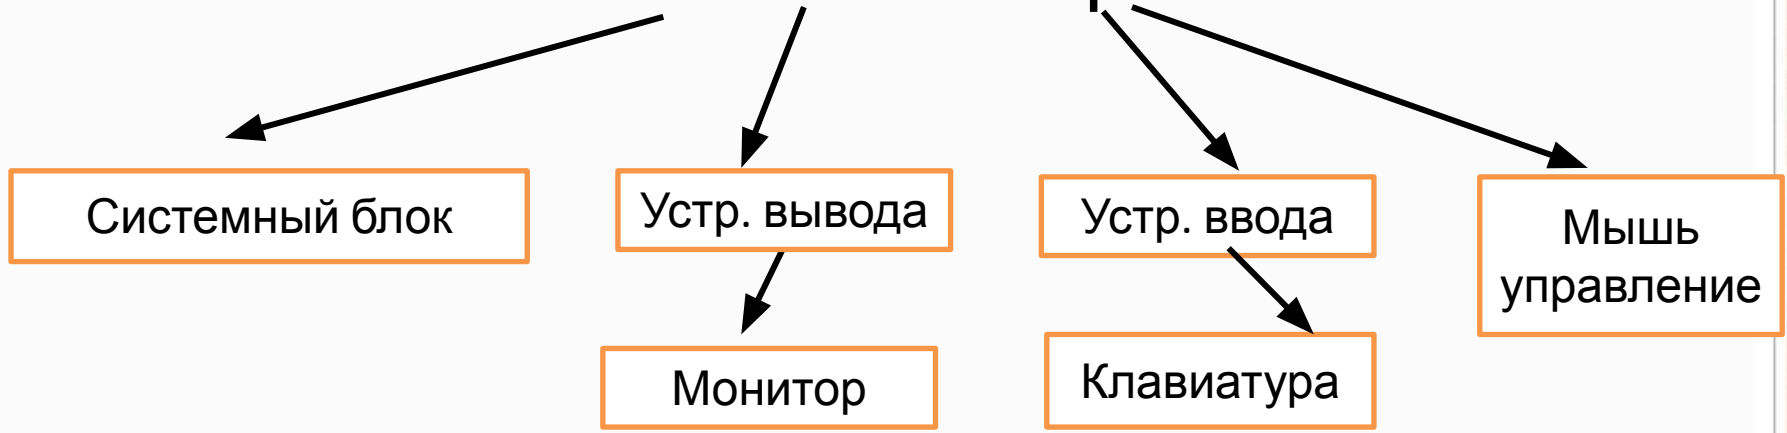 Системный блок
Устр. вывода
Устр. ввода
Мышь
управление
Монитор
Клавиатура